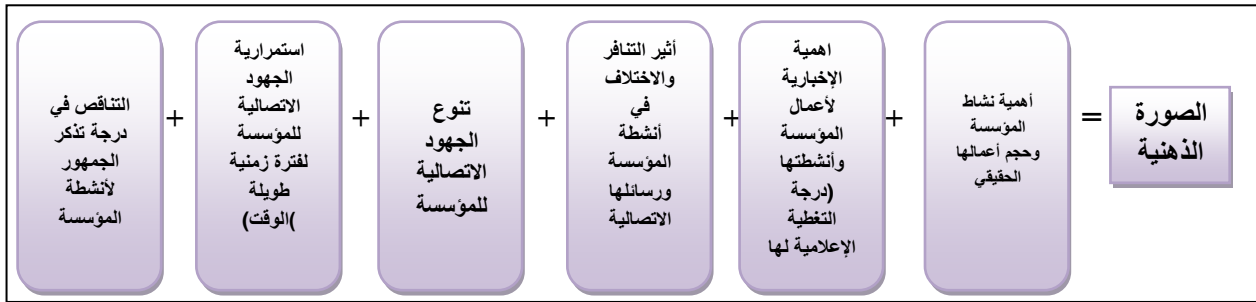 الصورة
الذهنية
=
أهمية نشاط
المؤسسة
وحجم أعمالها
الحقيقي
+
اهمية
الإخبارية
لأعمال
المؤسسة
وأنشطتها
(درجة
التغطية
الإعلامية لها
+
أثير التنافر
والاختلاف
في
أنشطة
المؤسسة
ورسائلها
الاتصالية
+
تنوع
الجهود
الاتصالية
للمؤسسة
+
استمرارية
الجهود
الاتصالية
للمؤسسة
لفترة زمنية
طويلة
)الوقت)
+
التناقص في
درجة تذكر
الجمهور
لأنشطة
المؤسسة